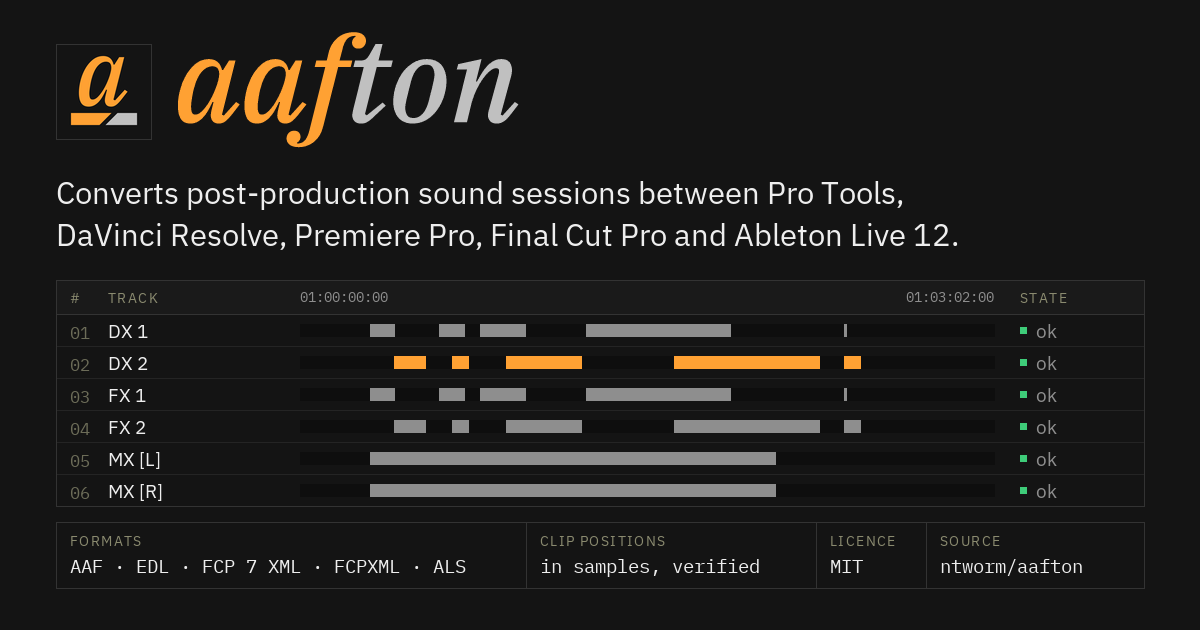 a aafton
Converts post-production sound sessions between Pro Tools,
DaVinci Resolve, Premiere Pro, Final Cut Pro and Ableton Live 12.
# TRACK 01:00:00:00 01:03:02:00 STATE
01 DX 1 ok
02 DX 2 ok
03 FX 1 ok
04 FX 2 ok
05 MX [L] ok
06 MX [R] ok
FORMATS CLIP POSITIONS LICENCE SOURCE
AAF · EDL · FCP 7 XML · FCPXML · ALS in samples, verified MIT ntworm/aafton